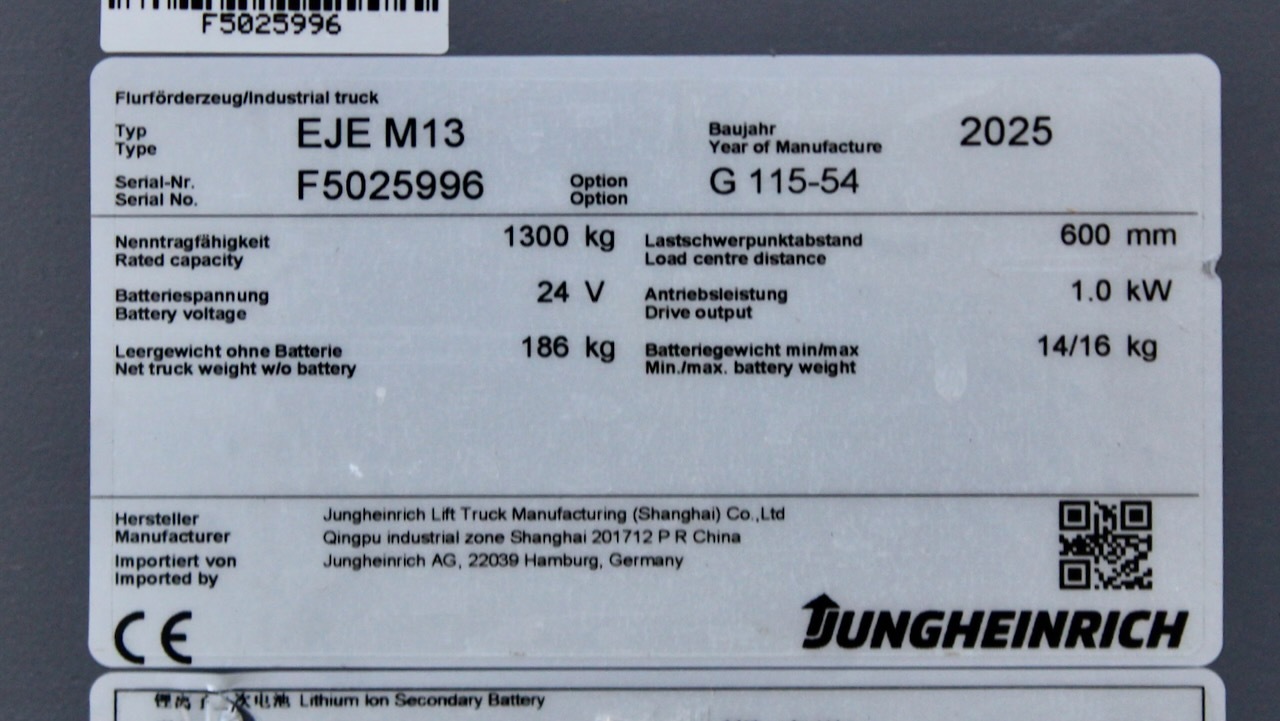 F5025996
Flurförderzeug/Industrial truck
Typ
Type
EJE M13
Baujahr
Year of Manufacture
2025
Serial-Nr.
Serial No.
F5025996
Option
Option
G 115-54
Nenntragfähigkeit
Rated capacity
1300 kg
Lastschwerpunktabstand
Load centre distance
600 mm
Batteriespannung
Battery voltage
24 V
Antriebsleistung
Drive output
1.0 kW
Leergewicht ohne Batterie
Net truck weight w/o battery
186 kg
Batteriegewicht min/max
Min./max. battery weight
14/16 kg
Hersteller
Manufacturer
Jungheinrich Lift Truck Manufacturing (Shanghai) Co.,Ltd
Qingpu industrial zone Shanghai 201712 P R China
Importiert von
Imported by
Jungheinrich AG, 22039 Hamburg, Germany
CE
JUNGHEINRICH
Lithium Ion Secondary Battery